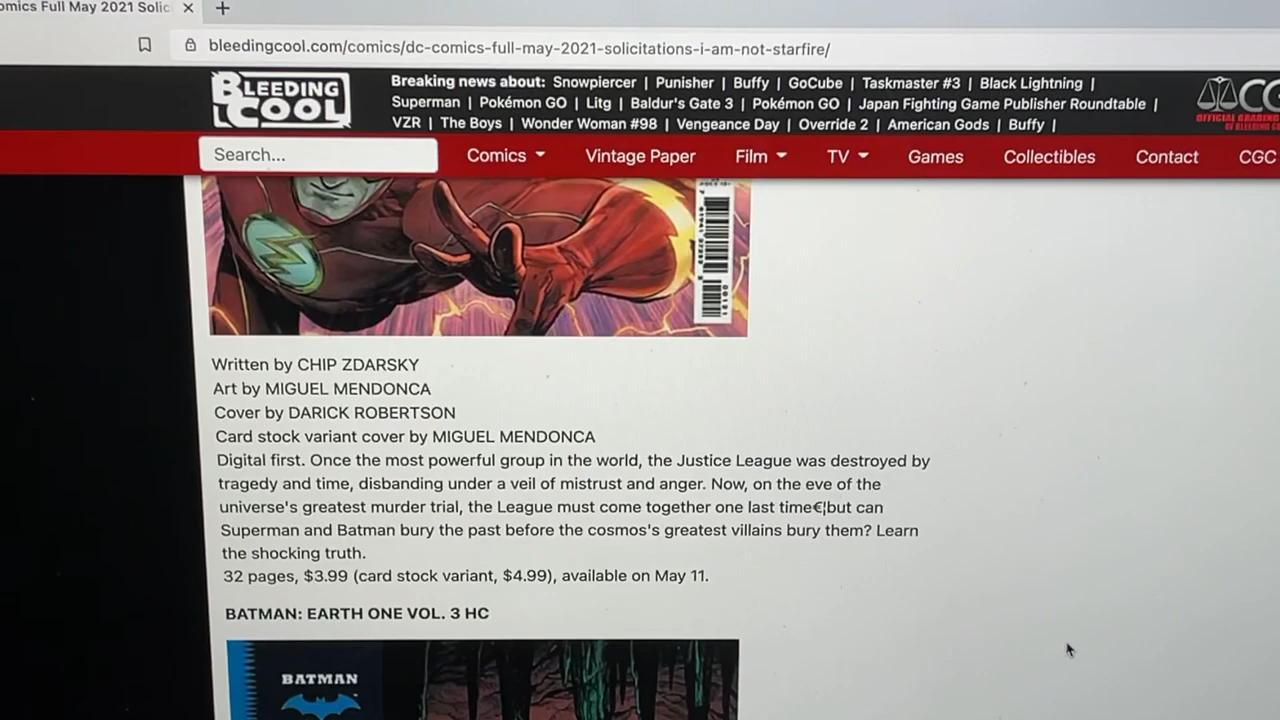 omics Full May 2021 Solic
bleedingcool.com/comics/dc-comics-full-may-2021-solicitations-i-am-not-starfire/
BLEEDING COOL
Breaking news about: Snowpiercer | Punisher | Buffy | GoCube | Taskmaster #3 | Black Lightning |
Superman | Pokémon GO | Litg | Baldur's Gate 3 | Pokémon GO | Japan Fighting Game Publisher Roundtable |
VZR | The Boys | Wonder Woman #98 | Vengeance Day | Override 2 | American Gods | Buffy |
CG
OFFICIAL GRADING
OF BLEEDING C
Search...
Comics Vintage Paper Film TV Games Collectibles Contact CGC
Written by CHIP ZDARSKY
Art by MIGUEL MENDONCA
Cover by DARICK ROBERTSON
Card stock variant cover by MIGUEL MENDONCA
Digital first. Once the most powerful group in the world, the Justice League was destroyed by
tragedy and time, disbanding under a veil of mistrust and anger. Now, on the eve of the
universe's greatest murder trial, the League must come together one last time€¦but can
Superman and Batman bury the past before the cosmos's greatest villains bury them? Learn
the shocking truth.
32 pages, $3.99 (card stock variant, $4.99), available on May 11.
BATMAN: EARTH ONE VOL. 3 HC
BATMAN